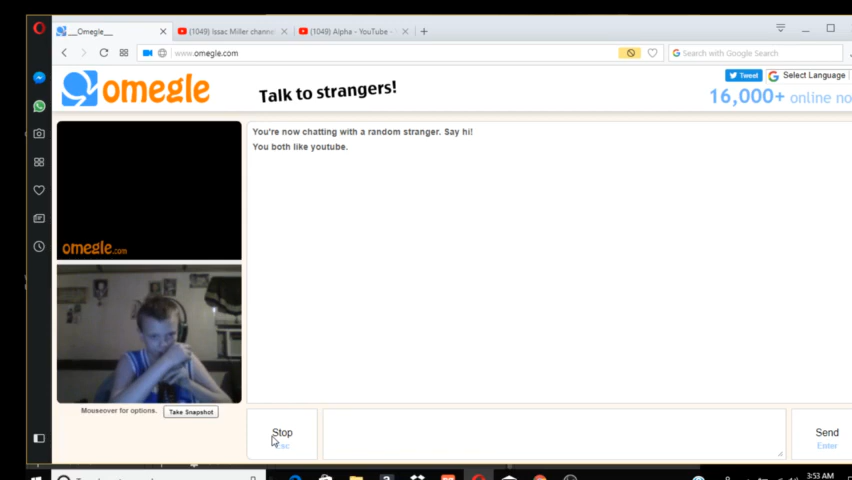 __Omegle__
(1049) Issac Miller channe
(1049) Alpha - YouTube -
www.omegle.com
Search with Google Search
omegle
Talk to strangers!
Tweet
Select Language
16,000+ online no
You're now chatting with a random stranger. Say hi!
You both like youtube.
omegle.com
Mouseover for options.
Take Snapshot
Stop
Esc
Send
Enter
3:53 AM